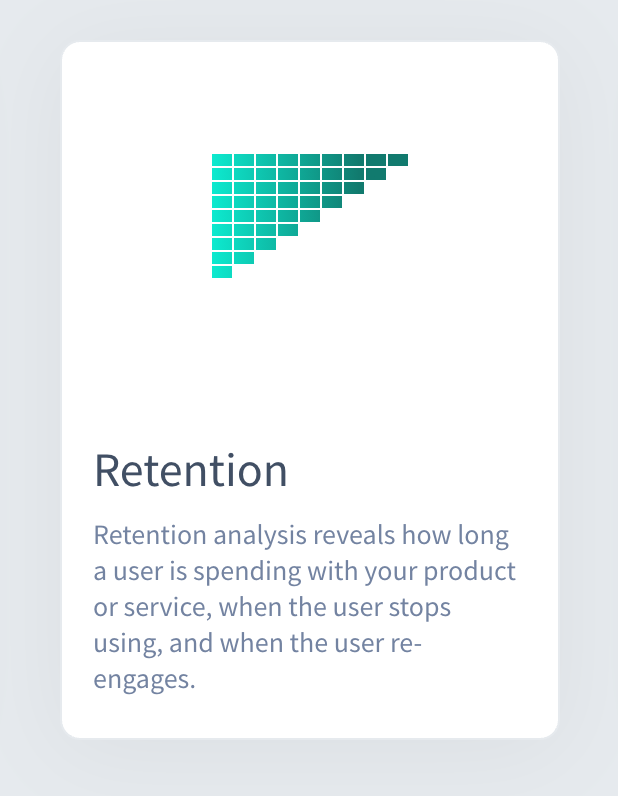 Retention
Retention analysis reveals how long
a user is spending with your product
or service, when the user stops
using, and when the user re-
engages.